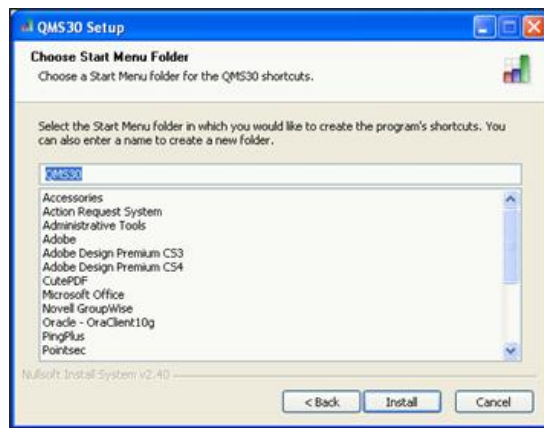 QMS30 Setup
Choose Start Menu Folder
Choose a Start Menu folder for the QMS30 shortcuts.
Select the Start Menu folder in which you would like to create the program's shortcuts. You
can also enter a name to create a new folder.
QMS30
Accessories
Action Request System
Administrative Tools
Adobe
Adobe Design Premium CS3
Adobe Design Premium CS4
CutePDF
Microsoft Office
Novell GroupWise
Oracle - OraClient10g
PingPlus
Pointsec
Nullsoft Install System v2.40
< Back
Install
Cancel